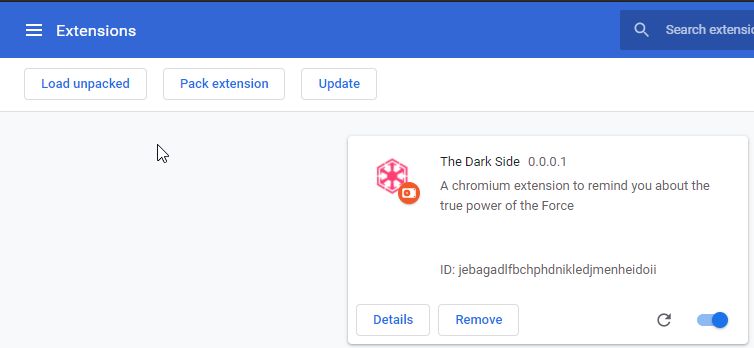 Extensions
Search extensio
Load unpacked
Pack extension
Update
The Dark Side 0.0.0.1
A chromium extension to remind you about the
true power of the Force
ID: jebagadlfbchphdnikledjmenheidoii
Details
Remove